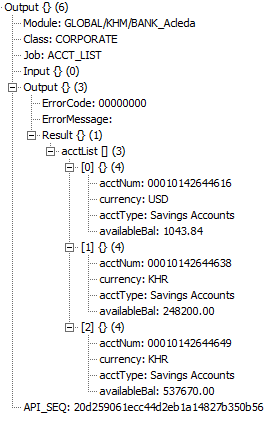 Output {} (6)
Module: GLOBAL/KHM/BANK_Acleda
Class: CORPORATE
Job: ACCT_LIST
Input {} (0)
Output {} (3)
ErrorCode: 00000000
ErrorMessage:
Result {} (1)
acctList [] (3)
[0] {} (4)
acctNum: 00010142644616
currency: USD
acctType: Savings Accounts
availableBal: 1043.84
[1] {} (4)
acctNum: 00010142644638
currency: KHR
acctType: Savings Accounts
availableBal: 248200.00
[2] {} (4)
acctNum: 00010142644649
currency: KHR
acctType: Savings Accounts
availableBal: 537670.00
API_SEQ: 20d259061ecc44d2eb1a14827b350b56